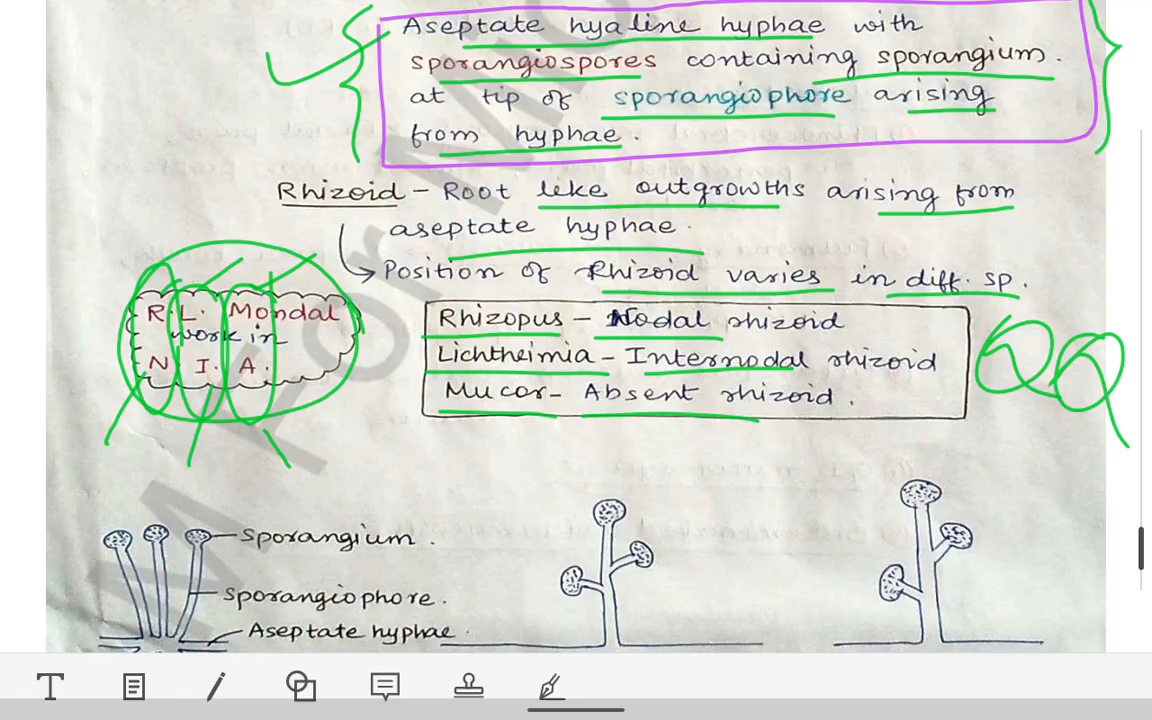 Aseptate hyaline hyphae with
sporangiospores containing sporangium.
at tip of sporangiophore arising
from hyphae.
Rhizoid - Root like outgrowths arising from
aseptate hyphae.
Position of Rhizoid varies in diff. sp.
R. L. Mondal
work in
N I. A.
Rhizopus - Nodal rhizoid
Lichtheimia - Internodal rhizoid
Mucor - Absent rhizoid.
Sporangium.
Sporangiophore.
Aseptate hyphae.
M For M
T